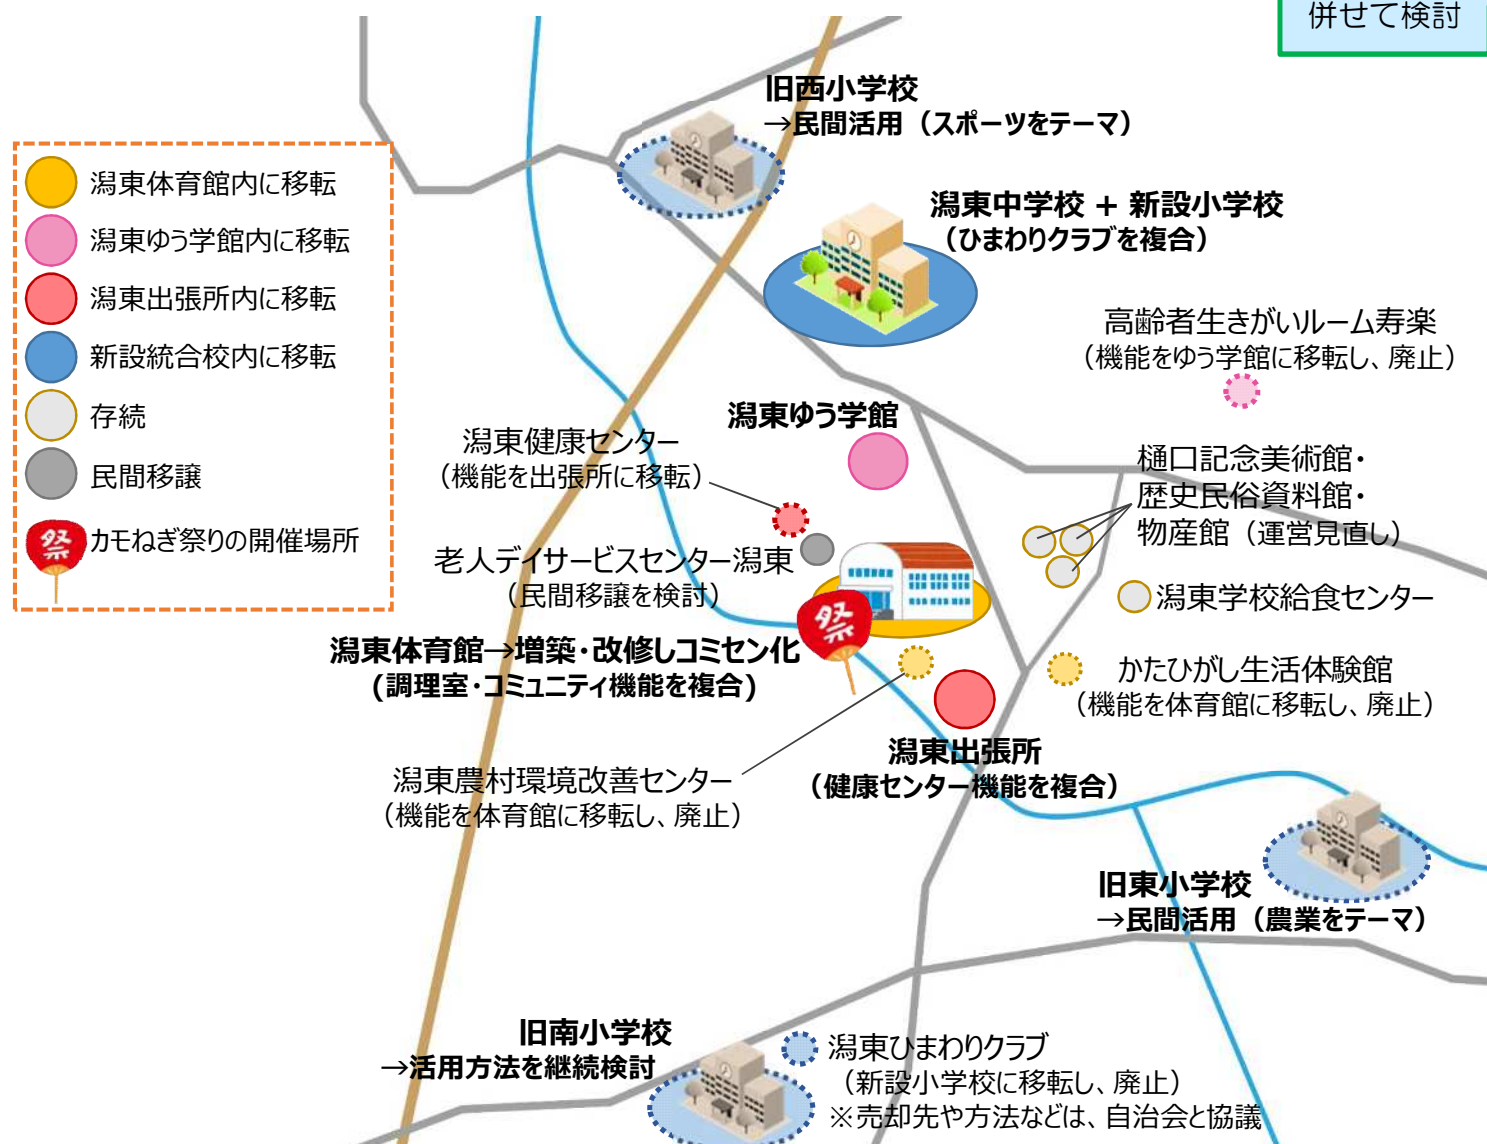 併せて検討
旧西小学校
→民間活用（スポーツをテーマ）
潟東体育館内に移転
潟東ゆう学館内に移転
潟東出張所内に移転
新設統合校内に移転
存続
民間移譲
祭
カモねぎ祭りの開催場所
潟東中学校 + 新設小学校
（ひまわりクラブを複合）
高齢者生きがいルーム寿楽
（機能をゆう学館に移転し、廃止）
潟東ゆう学館
潟東健康センター
（機能を出張所に移転）
樋口記念美術館・
歴史民俗資料館・
物産館（運営見直し）
老人デイサービスセンター潟東
（民間移譲を検討）
潟東学校給食センター
祭
潟東体育館→増築・改修しコミセン化
(調理室・コミュニティ機能を複合)
かたひがし生活体験館
（機能を体育館に移転し、廃止）
潟東出張所
（健康センター機能を複合）
潟東農村環境改善センター
（機能を体育館に移転し、廃止）
旧東小学校
→民間活用（農業をテーマ）
旧南小学校
→活用方法を継続検討
潟東ひまわりクラブ
（新設小学校に移転し、廃止）
※売却先や方法などは、自治会と協議